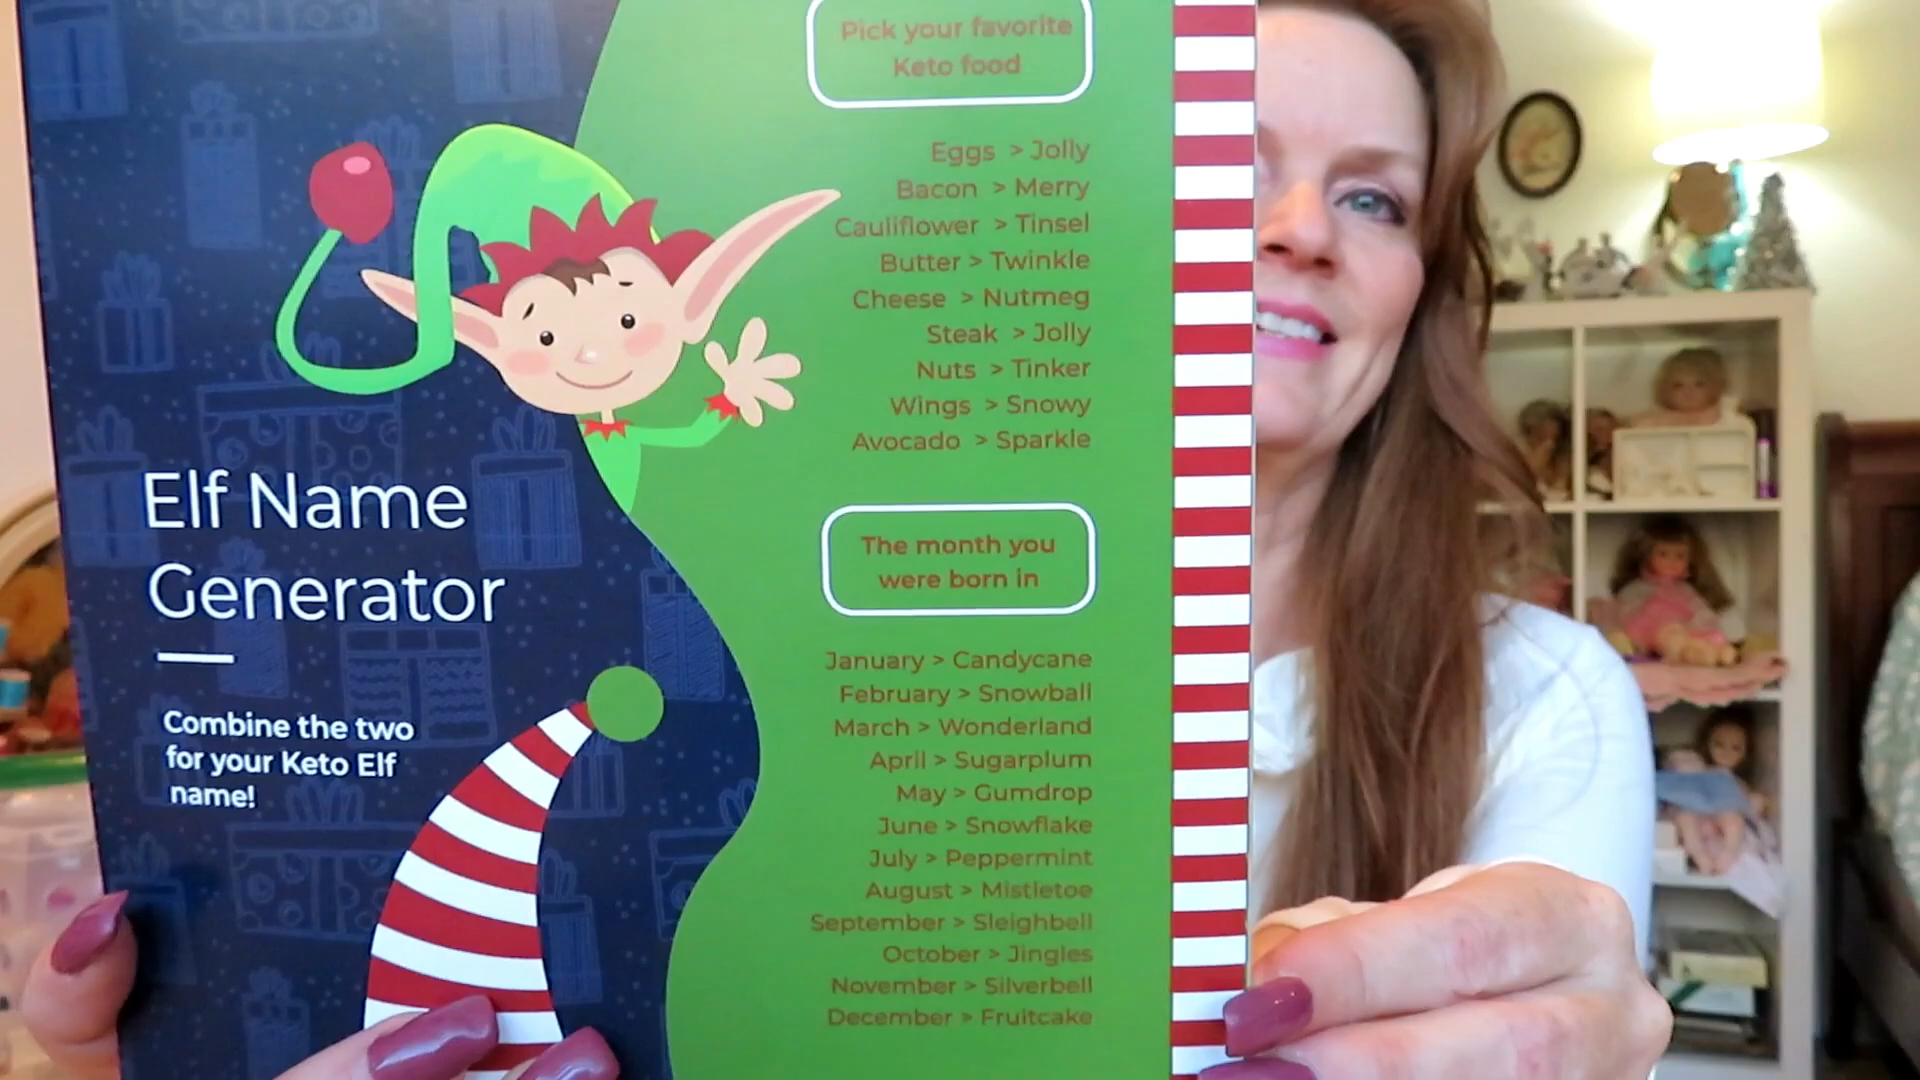 Elf Name
Generator
Combine the two
for your Keto Elf
name!
Pick your favorite
Keto food
Eggs > Jolly
Bacon > Merry
Cauliflower > Tinsel
Butter > Twinkle
Cheese > Nutmeg
Steak > Jolly
Nuts > Tinker
Wings > Snowy
Avocado > Sparkle
The month you
were born in
January > Candycane
February > Snowball
March > Wonderland
April > Sugarplum
May > Gumdrop
June > Snowflake
July > Peppermint
August > Mistletoe
September > Sleighbell
October > Jingles
November > Silverbell
December > Fruitcake